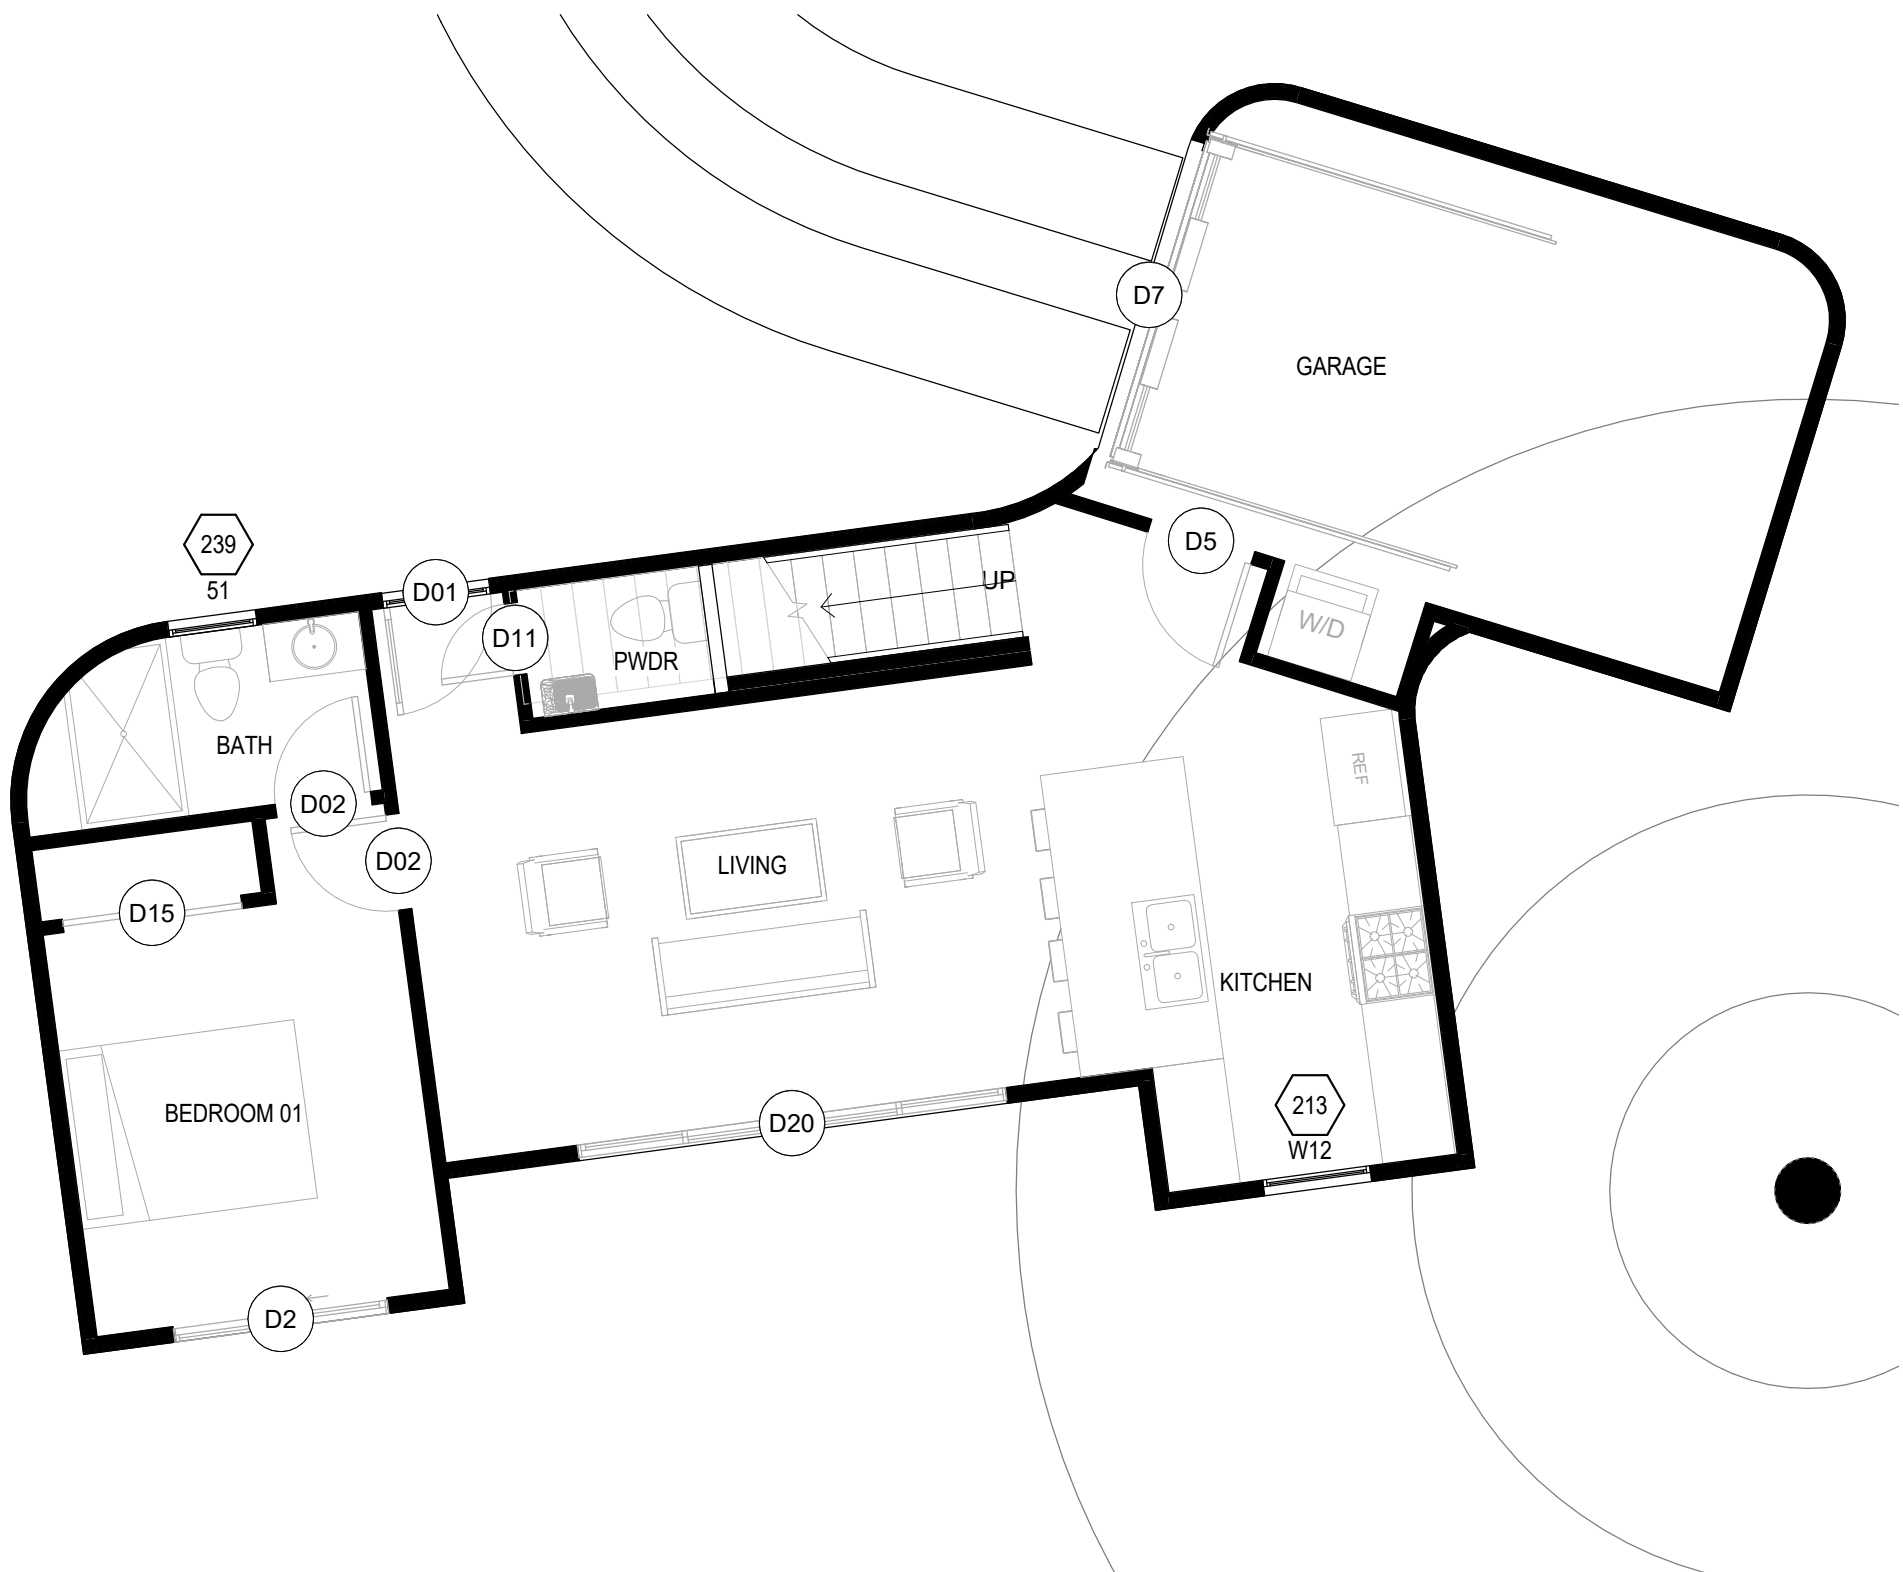 D7
GARAGE
239
51
D01
D5
UP
D11
W/D
PWDR
BATH
REF
D02
D02
LIVING
D15
KITCHEN
BEDROOM 01
213
D20
W12
D2